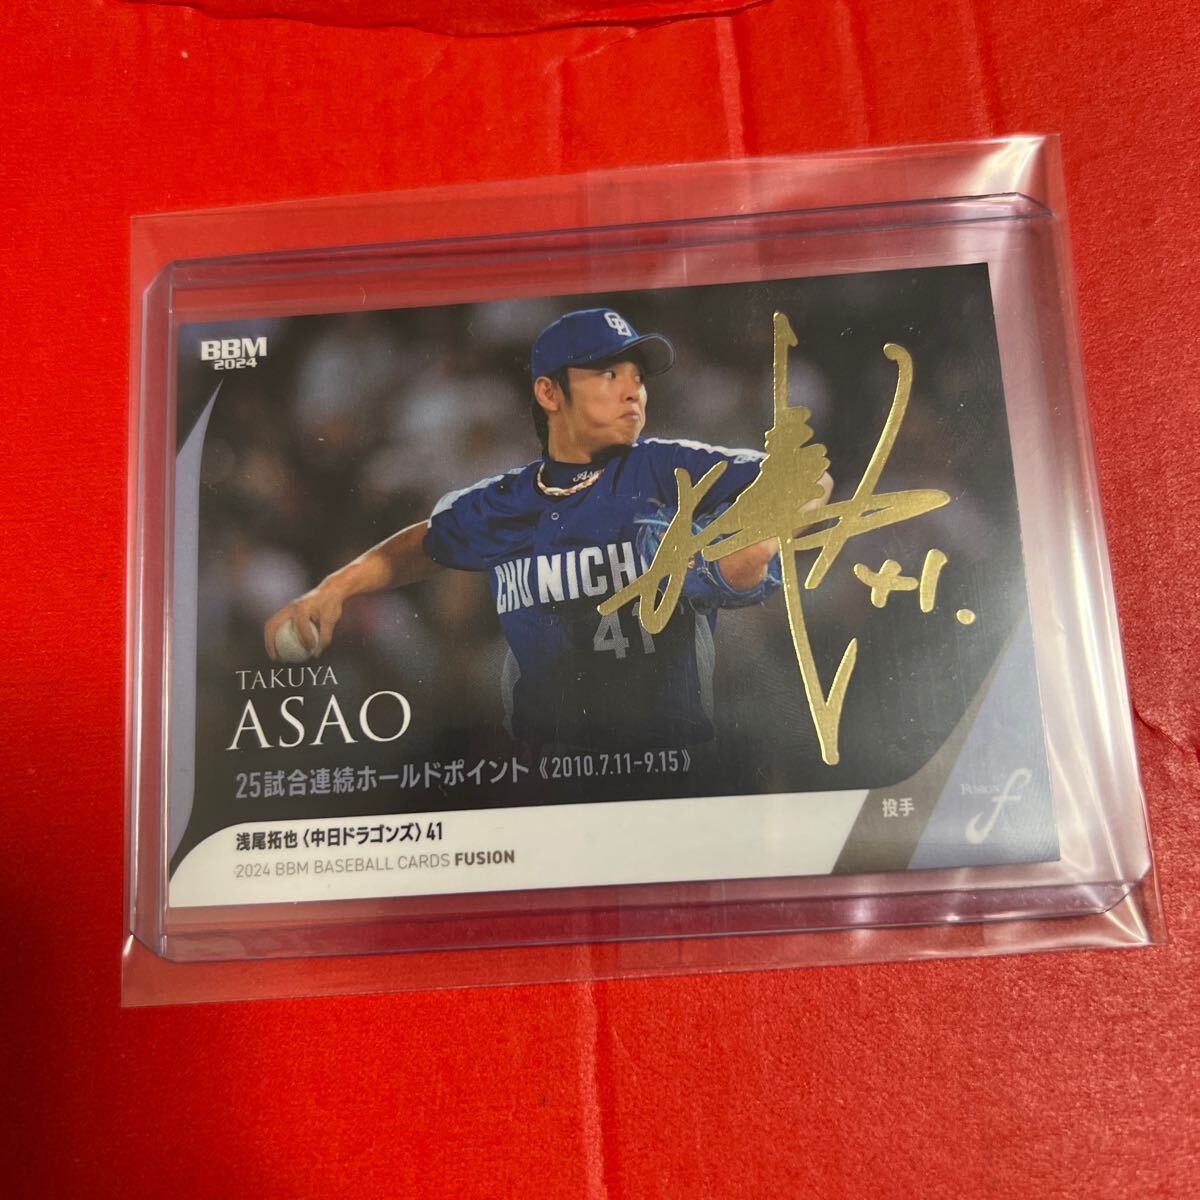 BBM
2024
CHUNICH
41
TAKUYA
ASAO
25試合連続ホールドポイント《2010.7.11-9.15》
浅尾拓也〈中日ドラゴンズ〉41
2024 BBM BASEBALL CARDS FUSION
投手
FUSION
f